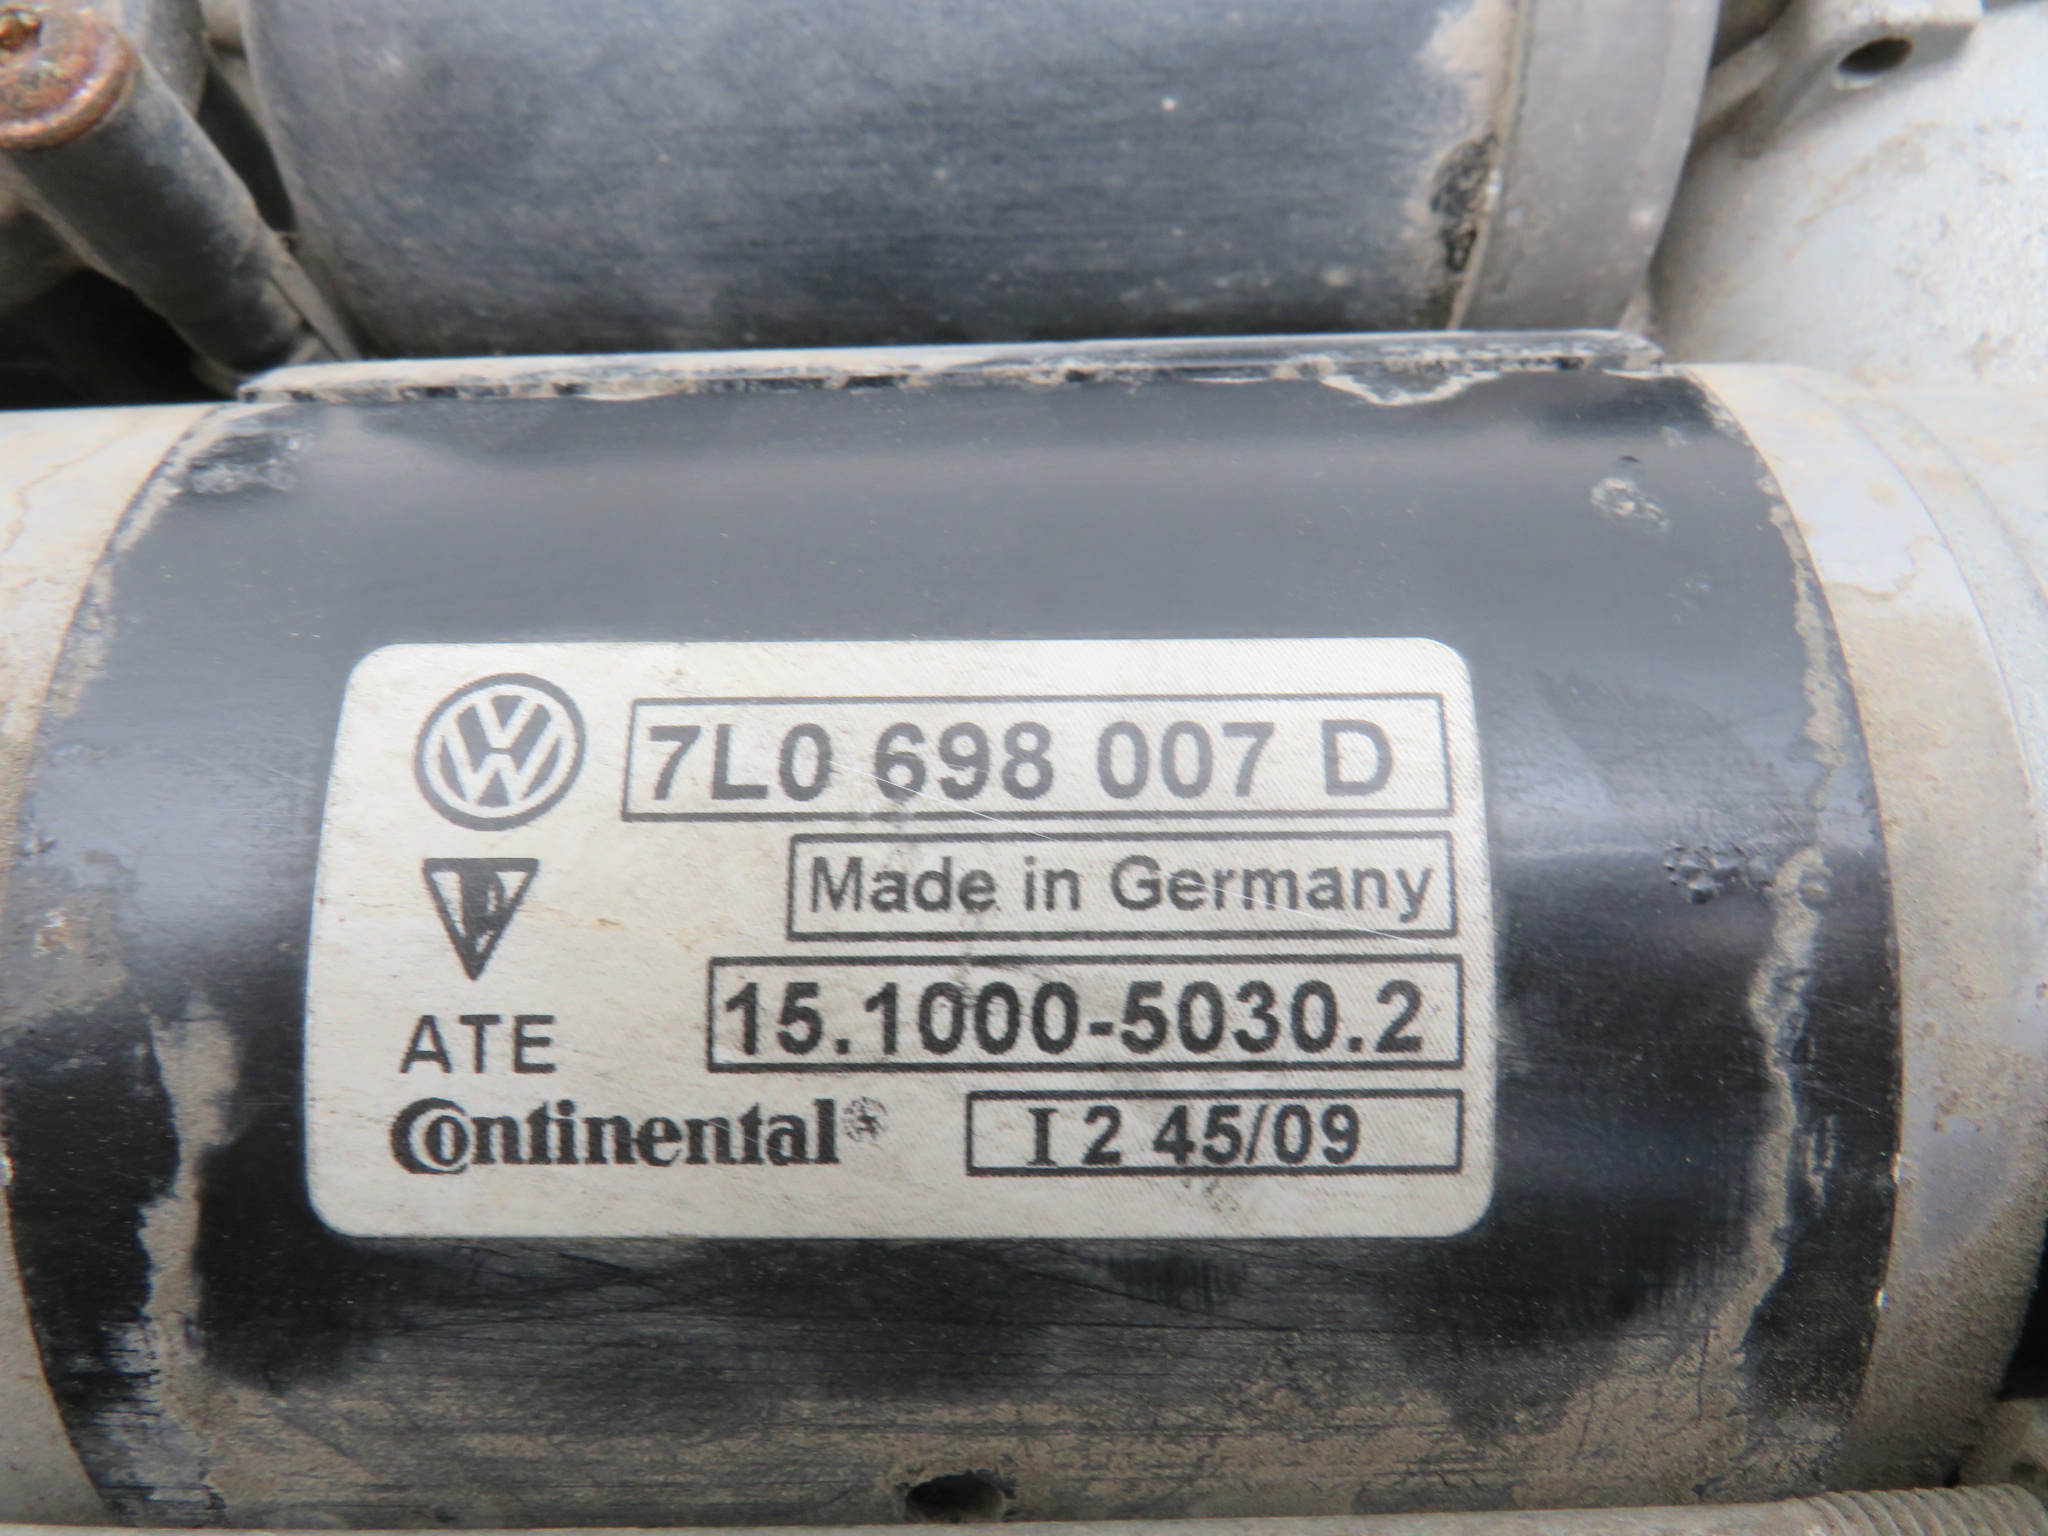 7L0 698 007 D
Made in Germany
ATE 15.1000-5030.2
Continental I 2 45/09